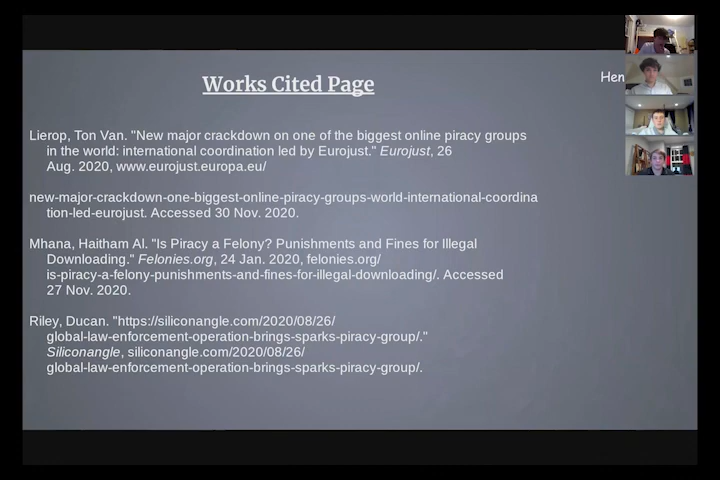 Works Cited Page
Hen
Lierop, Ton Van. "New major crackdown on one of the biggest online piracy groups
in the world: international coordination led by Eurojust." Eurojust, 26
Aug. 2020, www.eurojust.europa.eu/
new-major-crackdown-one-biggest-online-piracy-groups-world-international-coordina
tion-led-eurojust. Accessed 30 Nov. 2020.
Mhana, Haitham Al. "Is Piracy a Felony? Punishments and Fines for Illegal
Downloading." Felonies.org, 24 Jan. 2020, felonies.org/
is-piracy-a-felony-punishments-and-fines-for-illegal-downloading/. Accessed
27 Nov. 2020.
Riley, Ducan. "https://siliconangle.com/2020/08/26/
global-law-enforcement-operation-brings-sparks-piracy-group/."
Siliconangle, siliconangle.com/2020/08/26/
global-law-enforcement-operation-brings-sparks-piracy-group/.